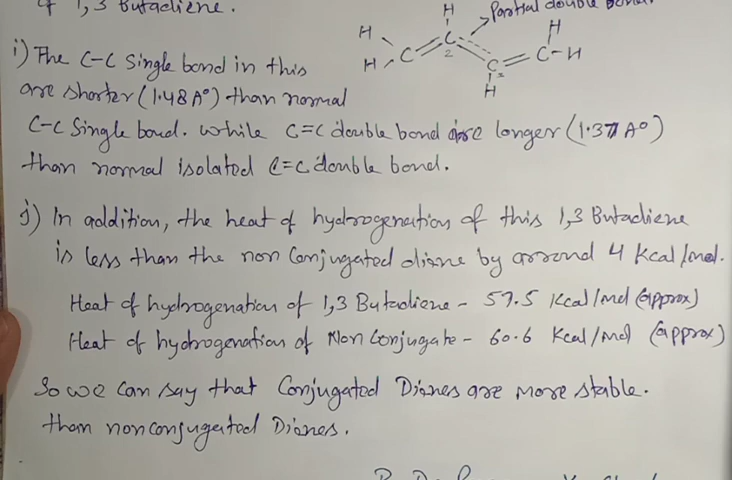 of 1,3 Butadiene.
Partial double bond.
H H H
H C C 2 C C-H
H
i) The C-C Single bond in this
are shorter (1.48 A°) than normal
C-C Single bond. While C=C double bond are longer (1.37 A°)
than normal isolated C=C double bond.
j) In addition, the heat of hydrogenation of this 1,3 Butadiene
is less than the non Conjugated diene by around 4 Kcal/mol.
Heat of hydrogenation of 1,3 Butadiene - 57.5 Kcal/mol (approx)
Heat of hydrogenation of Non Conjugate - 60.6 Kcal/mol (approx)
So we can say that Conjugated Dienes are more stable.
than nonconjugated Dienes.